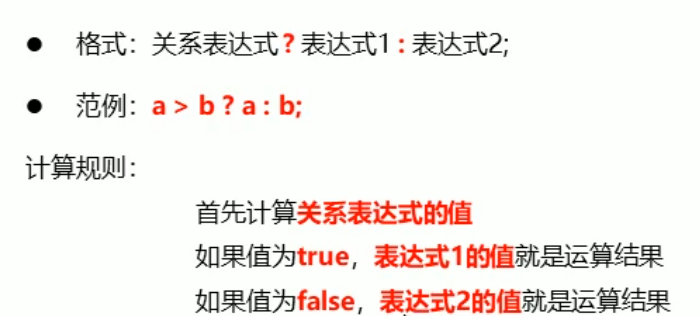 ● 格式：关系表达式 ? 表达式1 : 表达式2;
● 范例：a > b ? a : b;
计算规则：
首先计算关系表达式的值
如果值为true，表达式1的值就是运算结果
如果值为false，表达式2的值就是运算结果